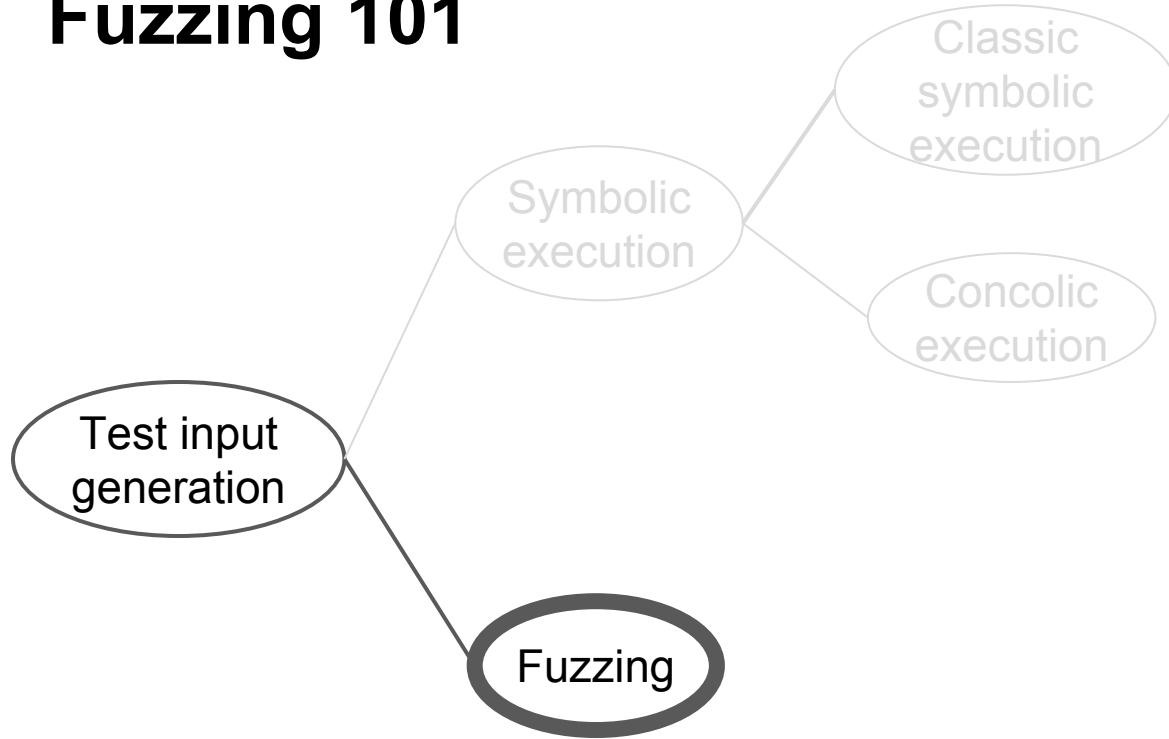 Fuzzing 101
Classic
symbolic
execution
Symbolic
execution
Concolic
execution
Test input
generation
Fuzzing